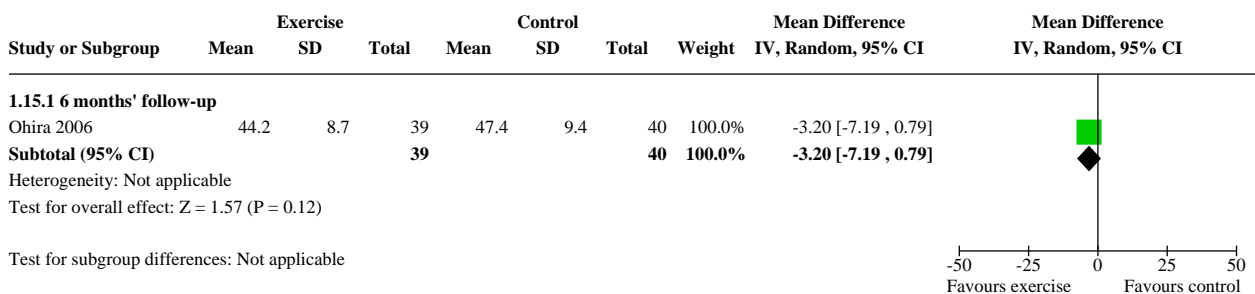 Exercise Control Mean Difference Mean Difference
Study or Subgroup Mean SD Total Mean SD Total Weight IV, Random, 95% CI IV, Random, 95% CI
1.15.1 6 months' follow-up
Ohira 2006 44.2 8.7 39 47.4 9.4 40 100.0% -3.20 [-7.19 , 0.79]
Subtotal (95% CI) 39 40 100.0% -3.20 [-7.19 , 0.79]
Heterogeneity: Not applicable
Test for overall effect: Z = 1.57 (P = 0.12)
Test for subgroup differences: Not applicable
-50 -25 0 25 50
Favours exercise Favours control